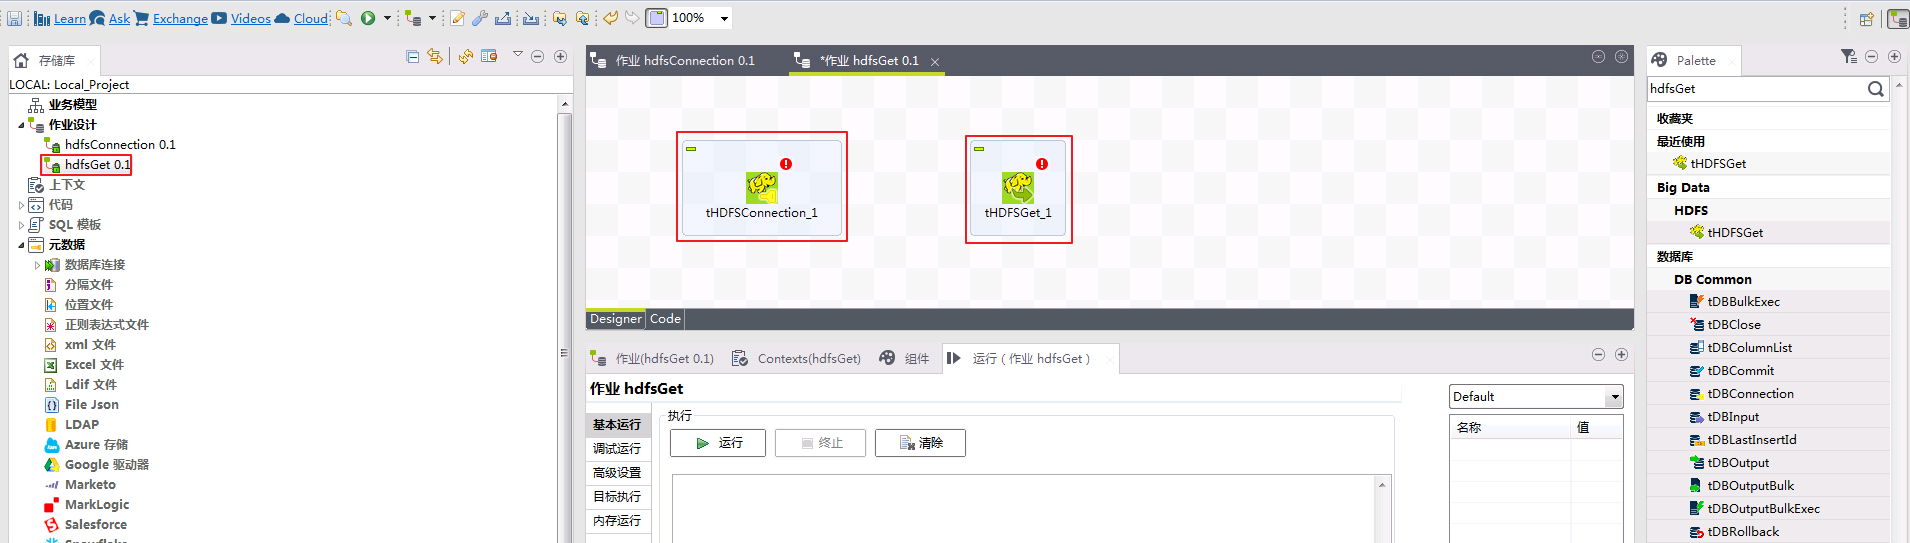 Learn Ask Exchange Videos Cloud 100%
存储库
LOCAL: Local_Project
业务模型
作业设计
hdfsConnection 0.1
hdfsGet 0.1
上下文
代码
SQL 模板
元数据
数据库连接
分隔文件
位置文件
正则表达式文件
xml 文件
Excel 文件
Ldif 文件
File Json
LDAP
Azure 存储
Google 驱动器
Marketo
MarkLogic
Salesforce
Snowflake
作业 hdfsConnection 0.1
*作业 hdfsGet 0.1
tHDFSConnection_1
tHDFSGet_1
Designer Code
作业(hdfsGet 0.1)
Contexts(hdfsGet)
组件
运行 ( 作业 hdfsGet )
作业 hdfsGet
基本运行
调试运行
高级设置
目标执行
内存运行
执行
运行
终止
清除
Default
名称 值
Palette
hdfsGet
收藏夹
最近使用
tHDFSGet
Big Data
HDFS
tHDFSGet
数据库
DB Common
tDBBulkExec
tDBClose
tDBColumnList
tDBCommit
tDBConnection
tDBInput
tDBLastInsertId
tDBOutput
tDBOutputBulk
tDBOutputBulkExec
tDBRollback